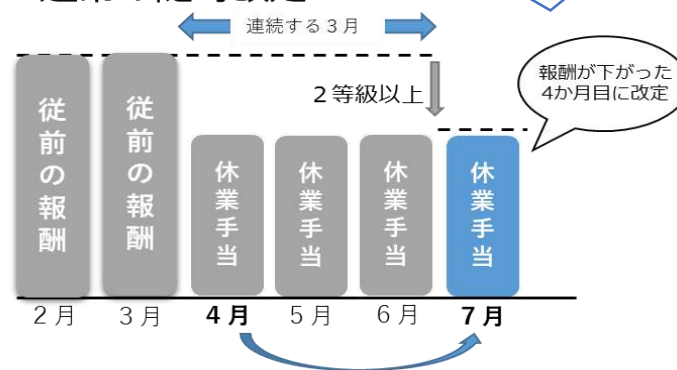 連続する３月
２等級以上
報酬が下がった
4か月目に改定
従前の報酬
従前の報酬
休業手当
休業手当
休業手当
休業手当
２月
３月
４月
５月
６月
７月